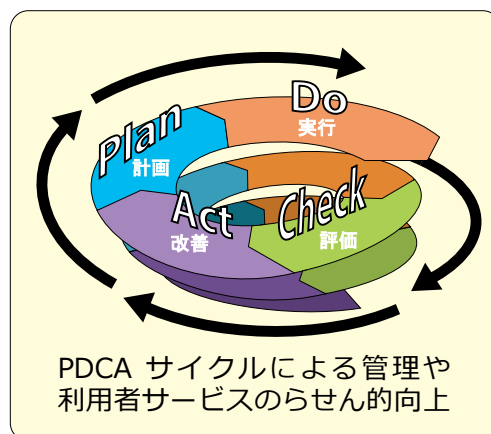 Plan
計画
Do
実行
Check
評価
Act
改善
PDCA サイクルによる管理や
利用者サービスのらせん的向上